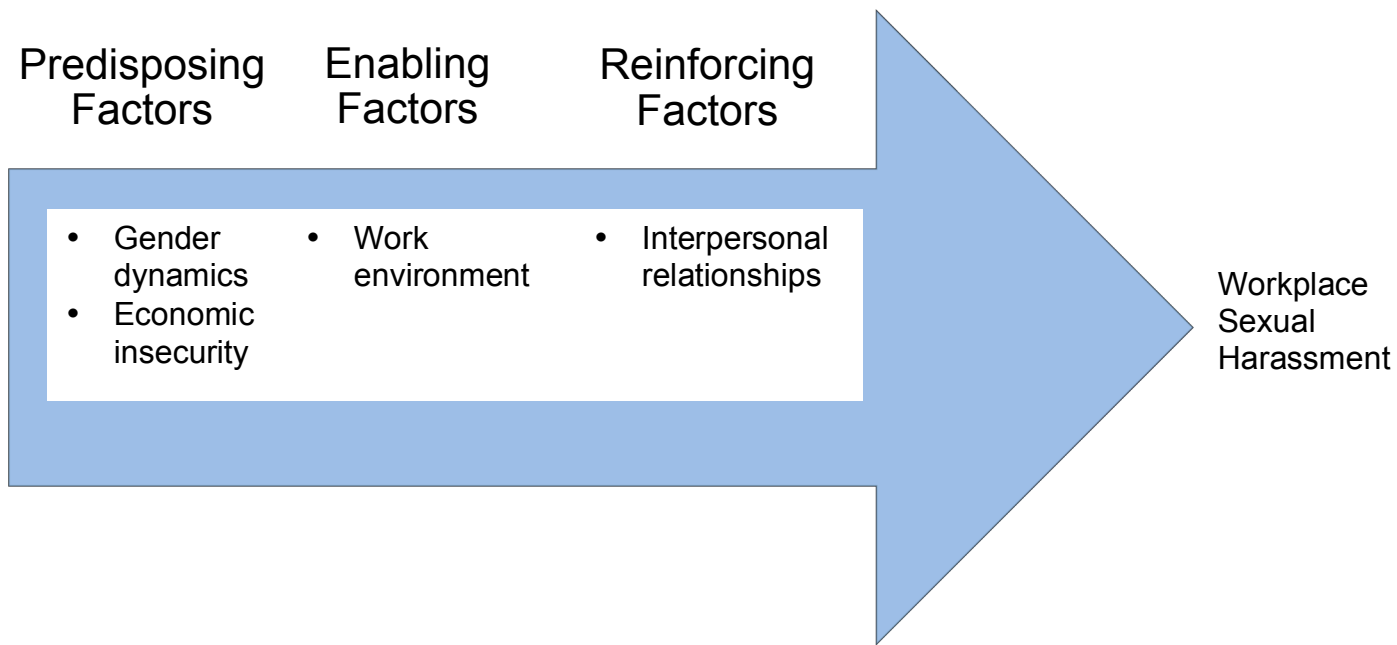 Predisposing
Factors
Enabling
Factors
Reinforcing
Factors
• Gender
dynamics
• Economic
insecurity
• Work
environment
• Interpersonal
relationships
Workplace
Sexual
Harassment